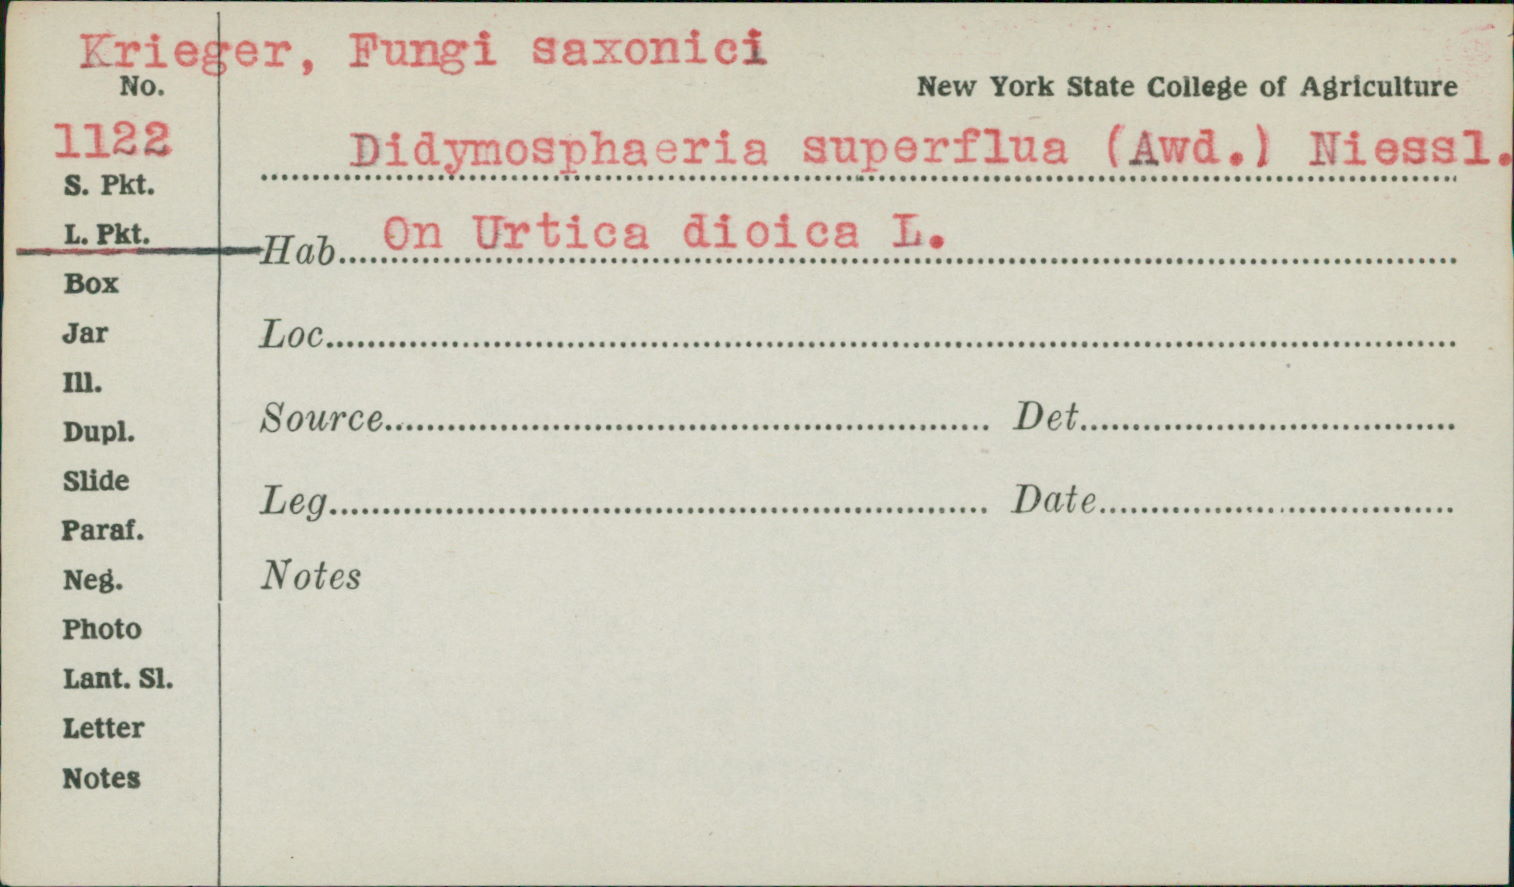 Krieger, Fungi saxonici
No.
New York State College of Agriculture
1122
Didymosphaeria superflua (Awd.) Niessl.
S. Pkt.
L. Pkt.
Hab. On Urtica dioica L.
Box
Jar
Loc.
Ill.
Dupl.
Source Det.
Slide
Leg. Date
Paraf.
Neg.
Notes
Photo
Lant. Sl.
Letter
Notes